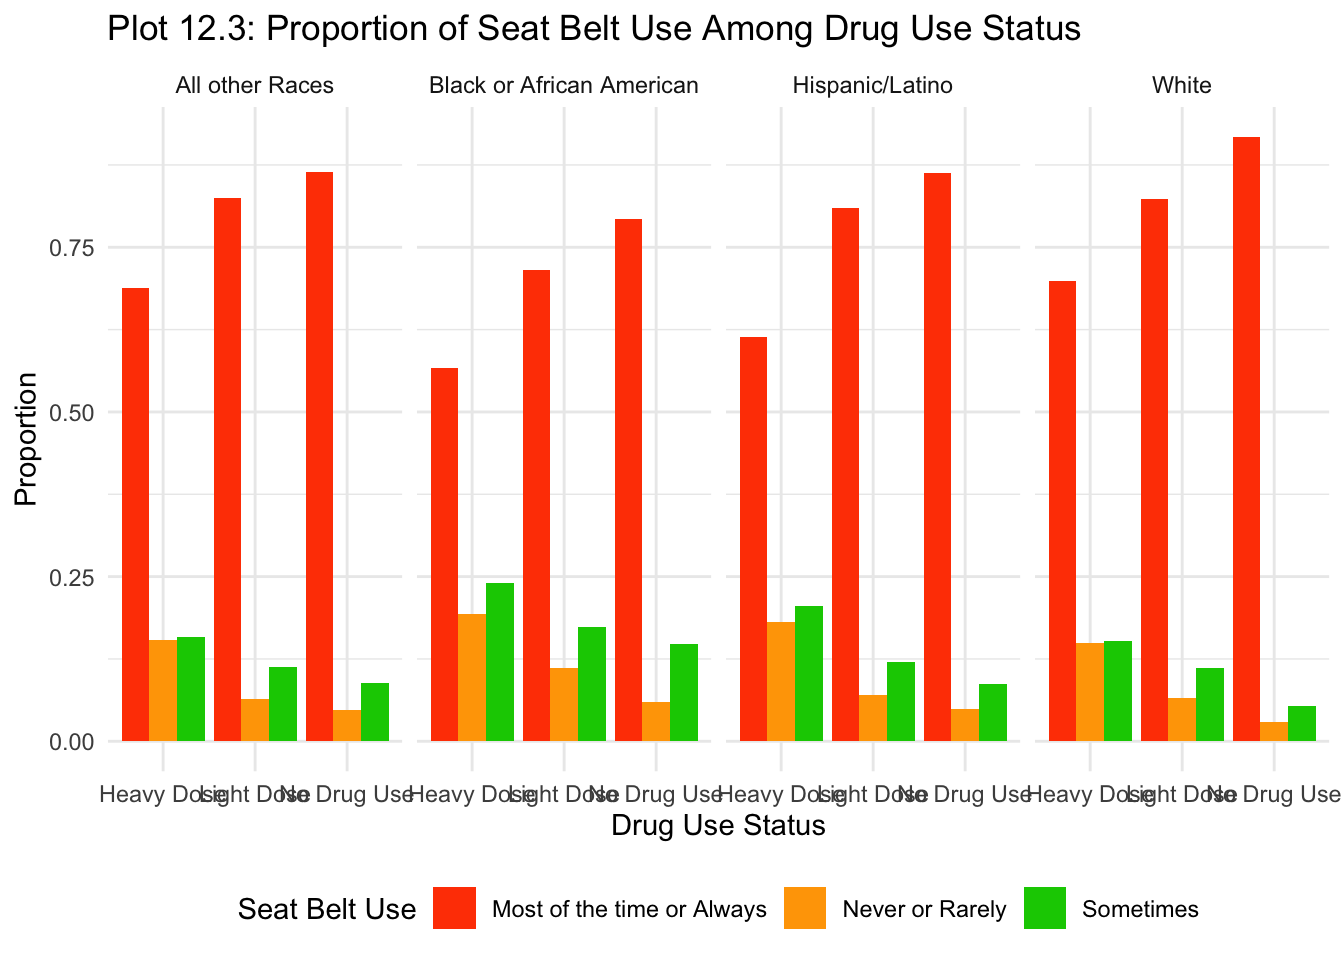 Plot 12.3: Proportion of Seat Belt Use Among Drug Use Status
All other Races Black or African American Hispanic/Latino White
0.75
0.50
0.25
0.00
Proportion
Heavy Dose Light Dose No Drug Use Heavy Dose Light Dose No Drug Use Heavy Dose Light Dose No Drug Use Heavy Dose Light Dose No Drug Use
Drug Use Status
Seat Belt Use Most of the time or Always Never or Rarely Sometimes